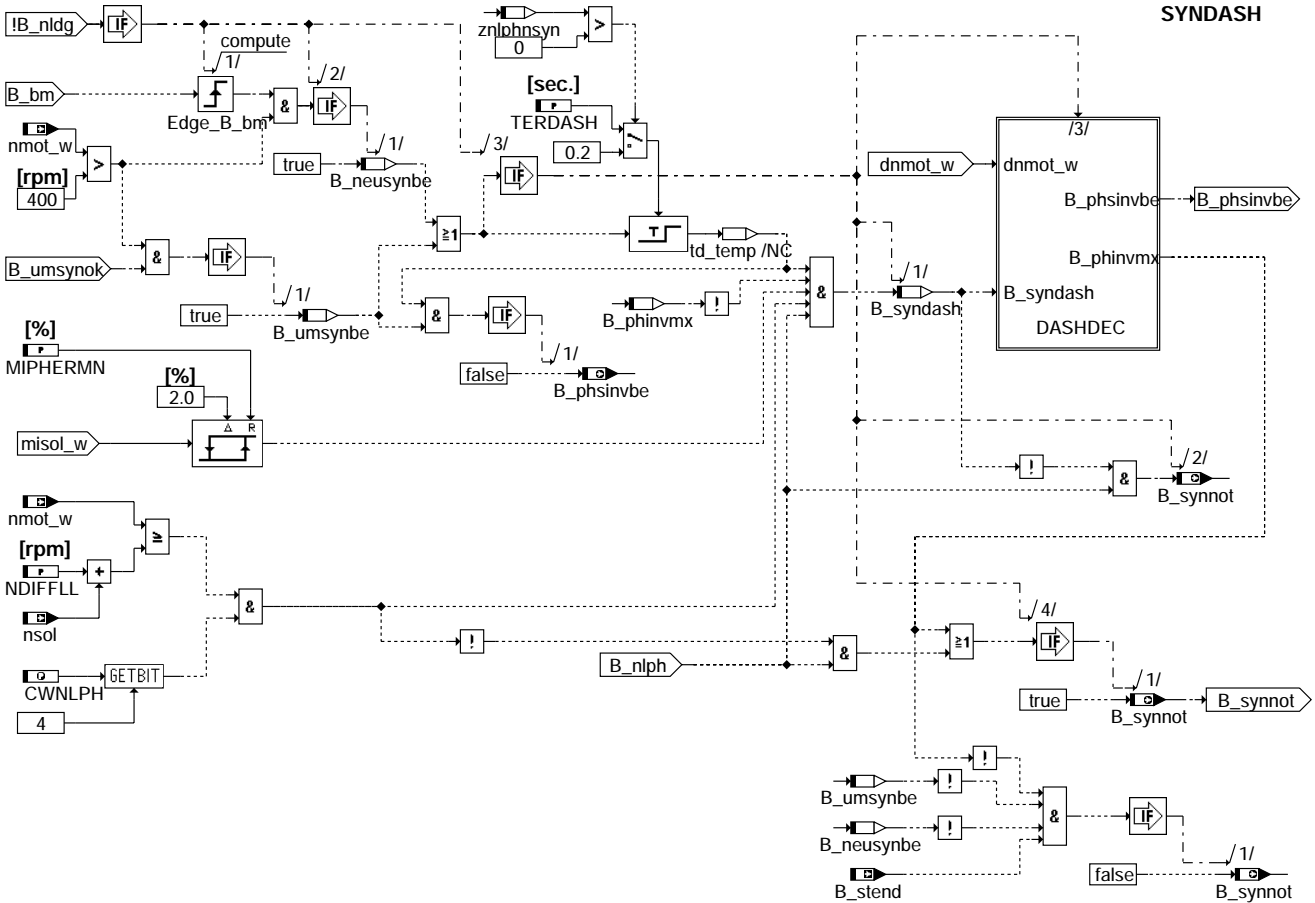 SYNDASH
!B_nldg
IF
compute
/1/
znlphnsyn
>
0
/2/
B_bm
Edge_B_bm
&
IF
[sec.]
P
TERDASH
0.2
/3/
dnmot_w
dnmot_w
B_phsinvbe
B_phsinvbe
B_phinvmx
B_syndash
DASHDEC
nmot_w
>
[rpm]
400
/1/
true
B_neusynbe
/3/
IF
≥1
T
td_temp /NC
B_umsynok
&
IF
/1/
true
B_umsynbe
&
IF
B_phinvmx
!
&
/1/
B_syndash
[%]
P
MIPHERMN
/1/
false
B_phsinvbe
[%]
2.0
Δ R
misol_w
!
&
/2/
B_synnot
nmot_w
≥
[rpm]
P
NDIFFLL
+
nsol
&
CWNLPH
GETBIT
4
!
B_nlph
&
≥1
/4/
IF
/1/
true
B_synnot
B_synnot
!
B_umsynbe
!
B_neusynbe
!
&
IF
B_stend
/1/
false
B_synnot